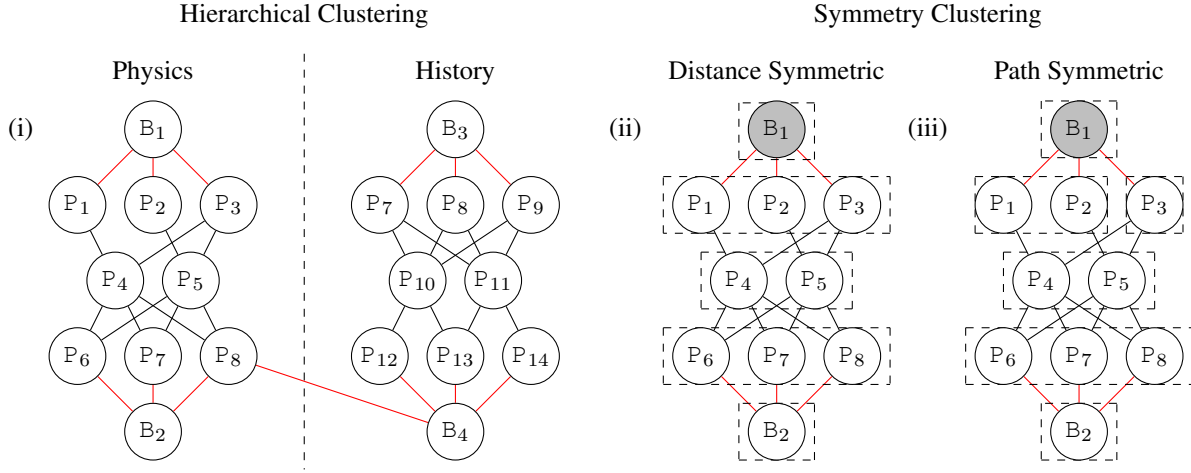 Hierarchical Clustering
Symmetry Clustering
Physics
History
Distance Symmetric
Path Symmetric
(i)
B1
B3
(ii)
B1
(iii)
B1
P1 P2 P3
P7 P8 P9
P1 P2 P3
P1 P2 P3
P4 P5
P10 P11
P4 P5
P4 P5
P6 P7 P8
P12 P13 P14
P6 P7 P8
P6 P7 P8
B2
B4
B2
B2